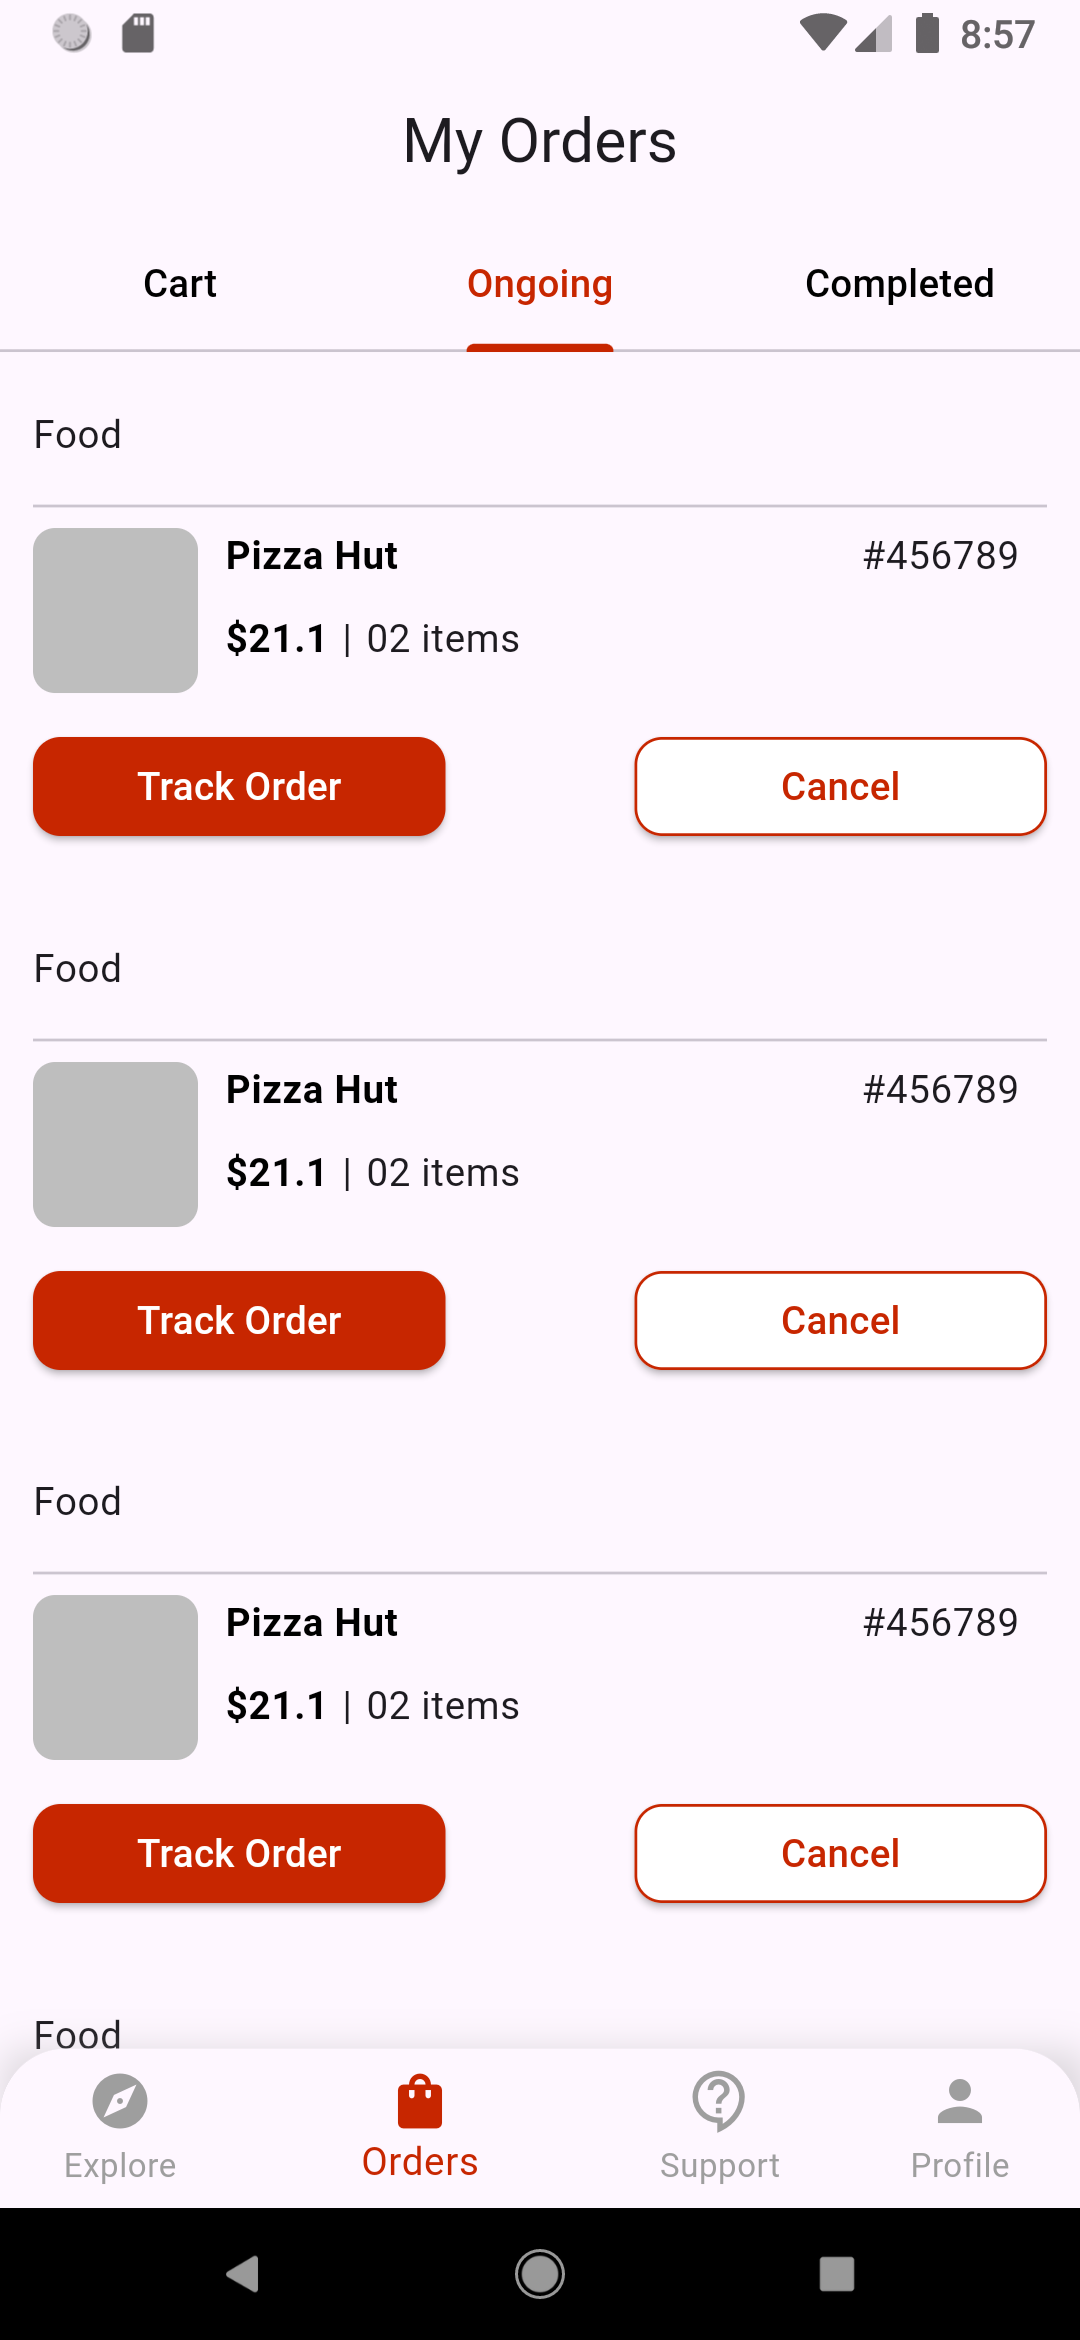 8:57
My Orders
Cart Ongoing Completed
Food
Pizza Hut #456789
$21.1 | 02 items
Track Order Cancel
Food
Pizza Hut #456789
$21.1 | 02 items
Track Order Cancel
Food
Pizza Hut #456789
$21.1 | 02 items
Track Order Cancel
Food
Explore Orders Support Profile